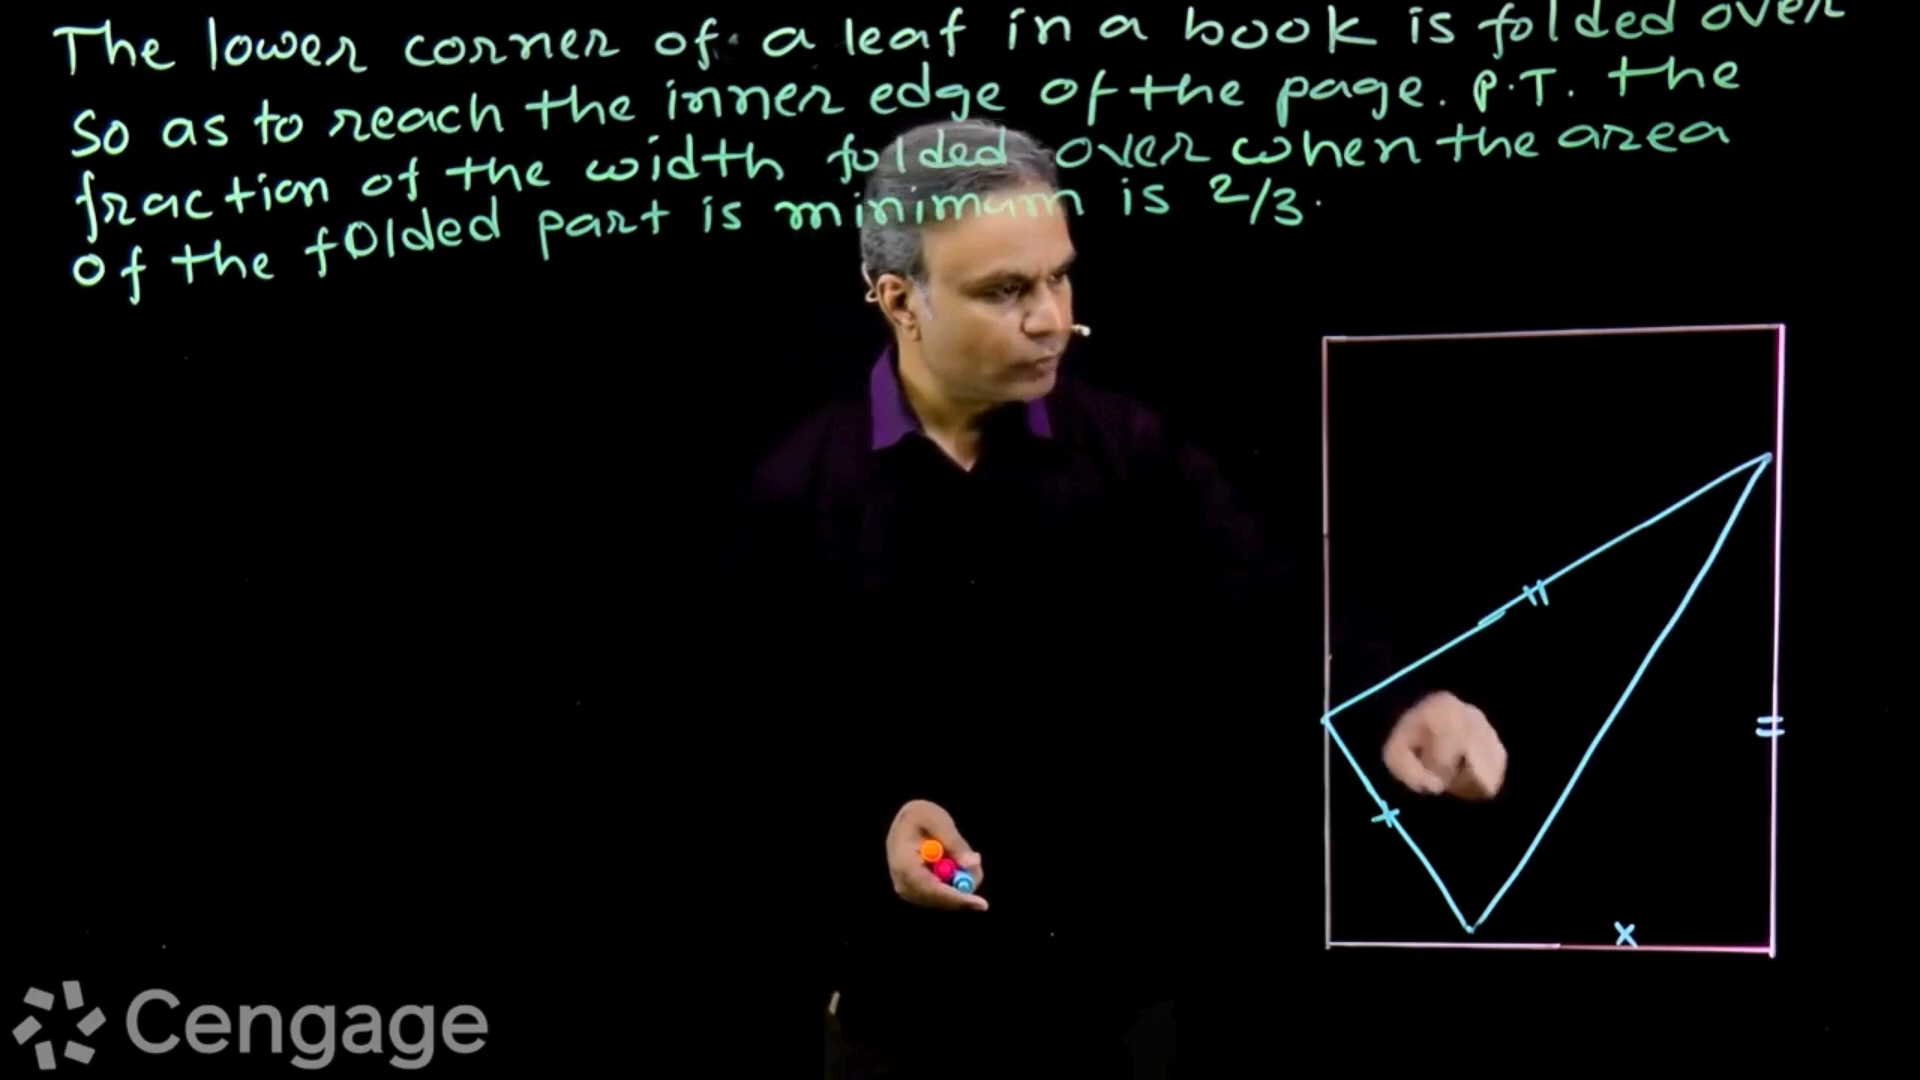 The lower corner of a leaf in a book is folded over
so as to reach the inner edge of the page. P.T. the
fraction of the width folded over when the area
of the folded part is minimum is 2/3.
x
Cengage